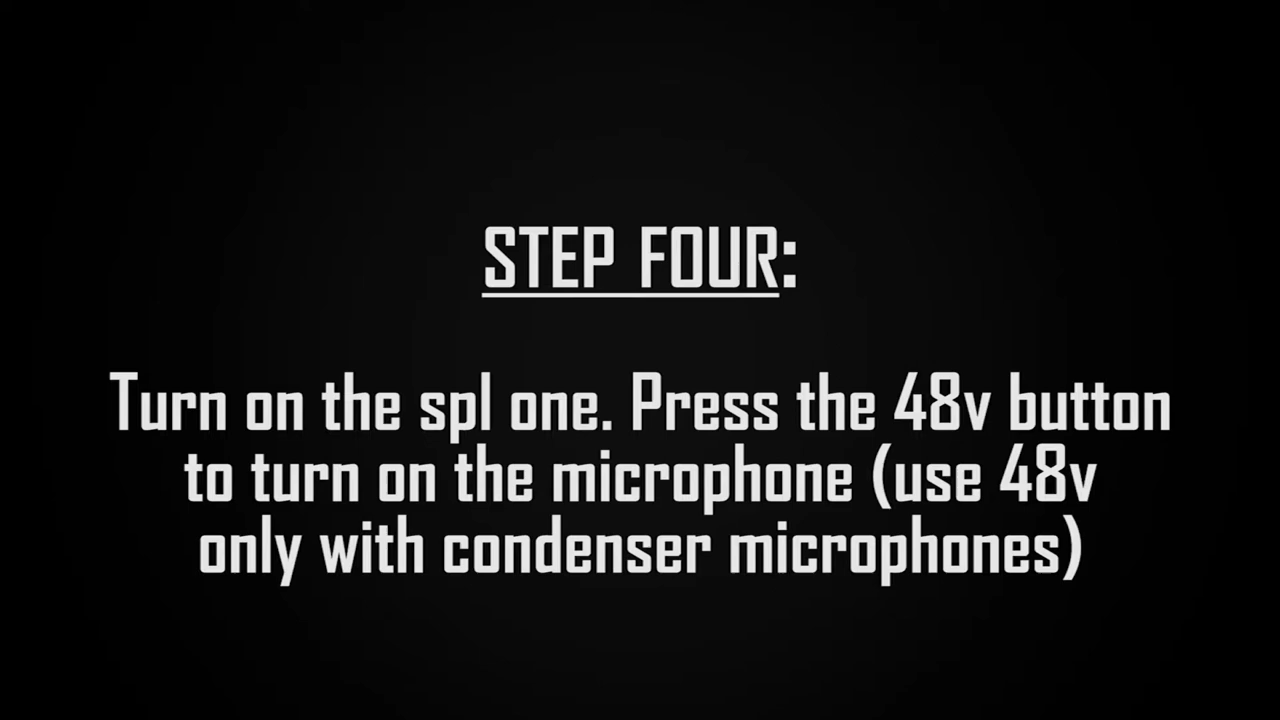 STEP FOUR:
Turn on the spl one. Press the 48v button
to turn on the microphone (use 48v
only with condenser microphones)